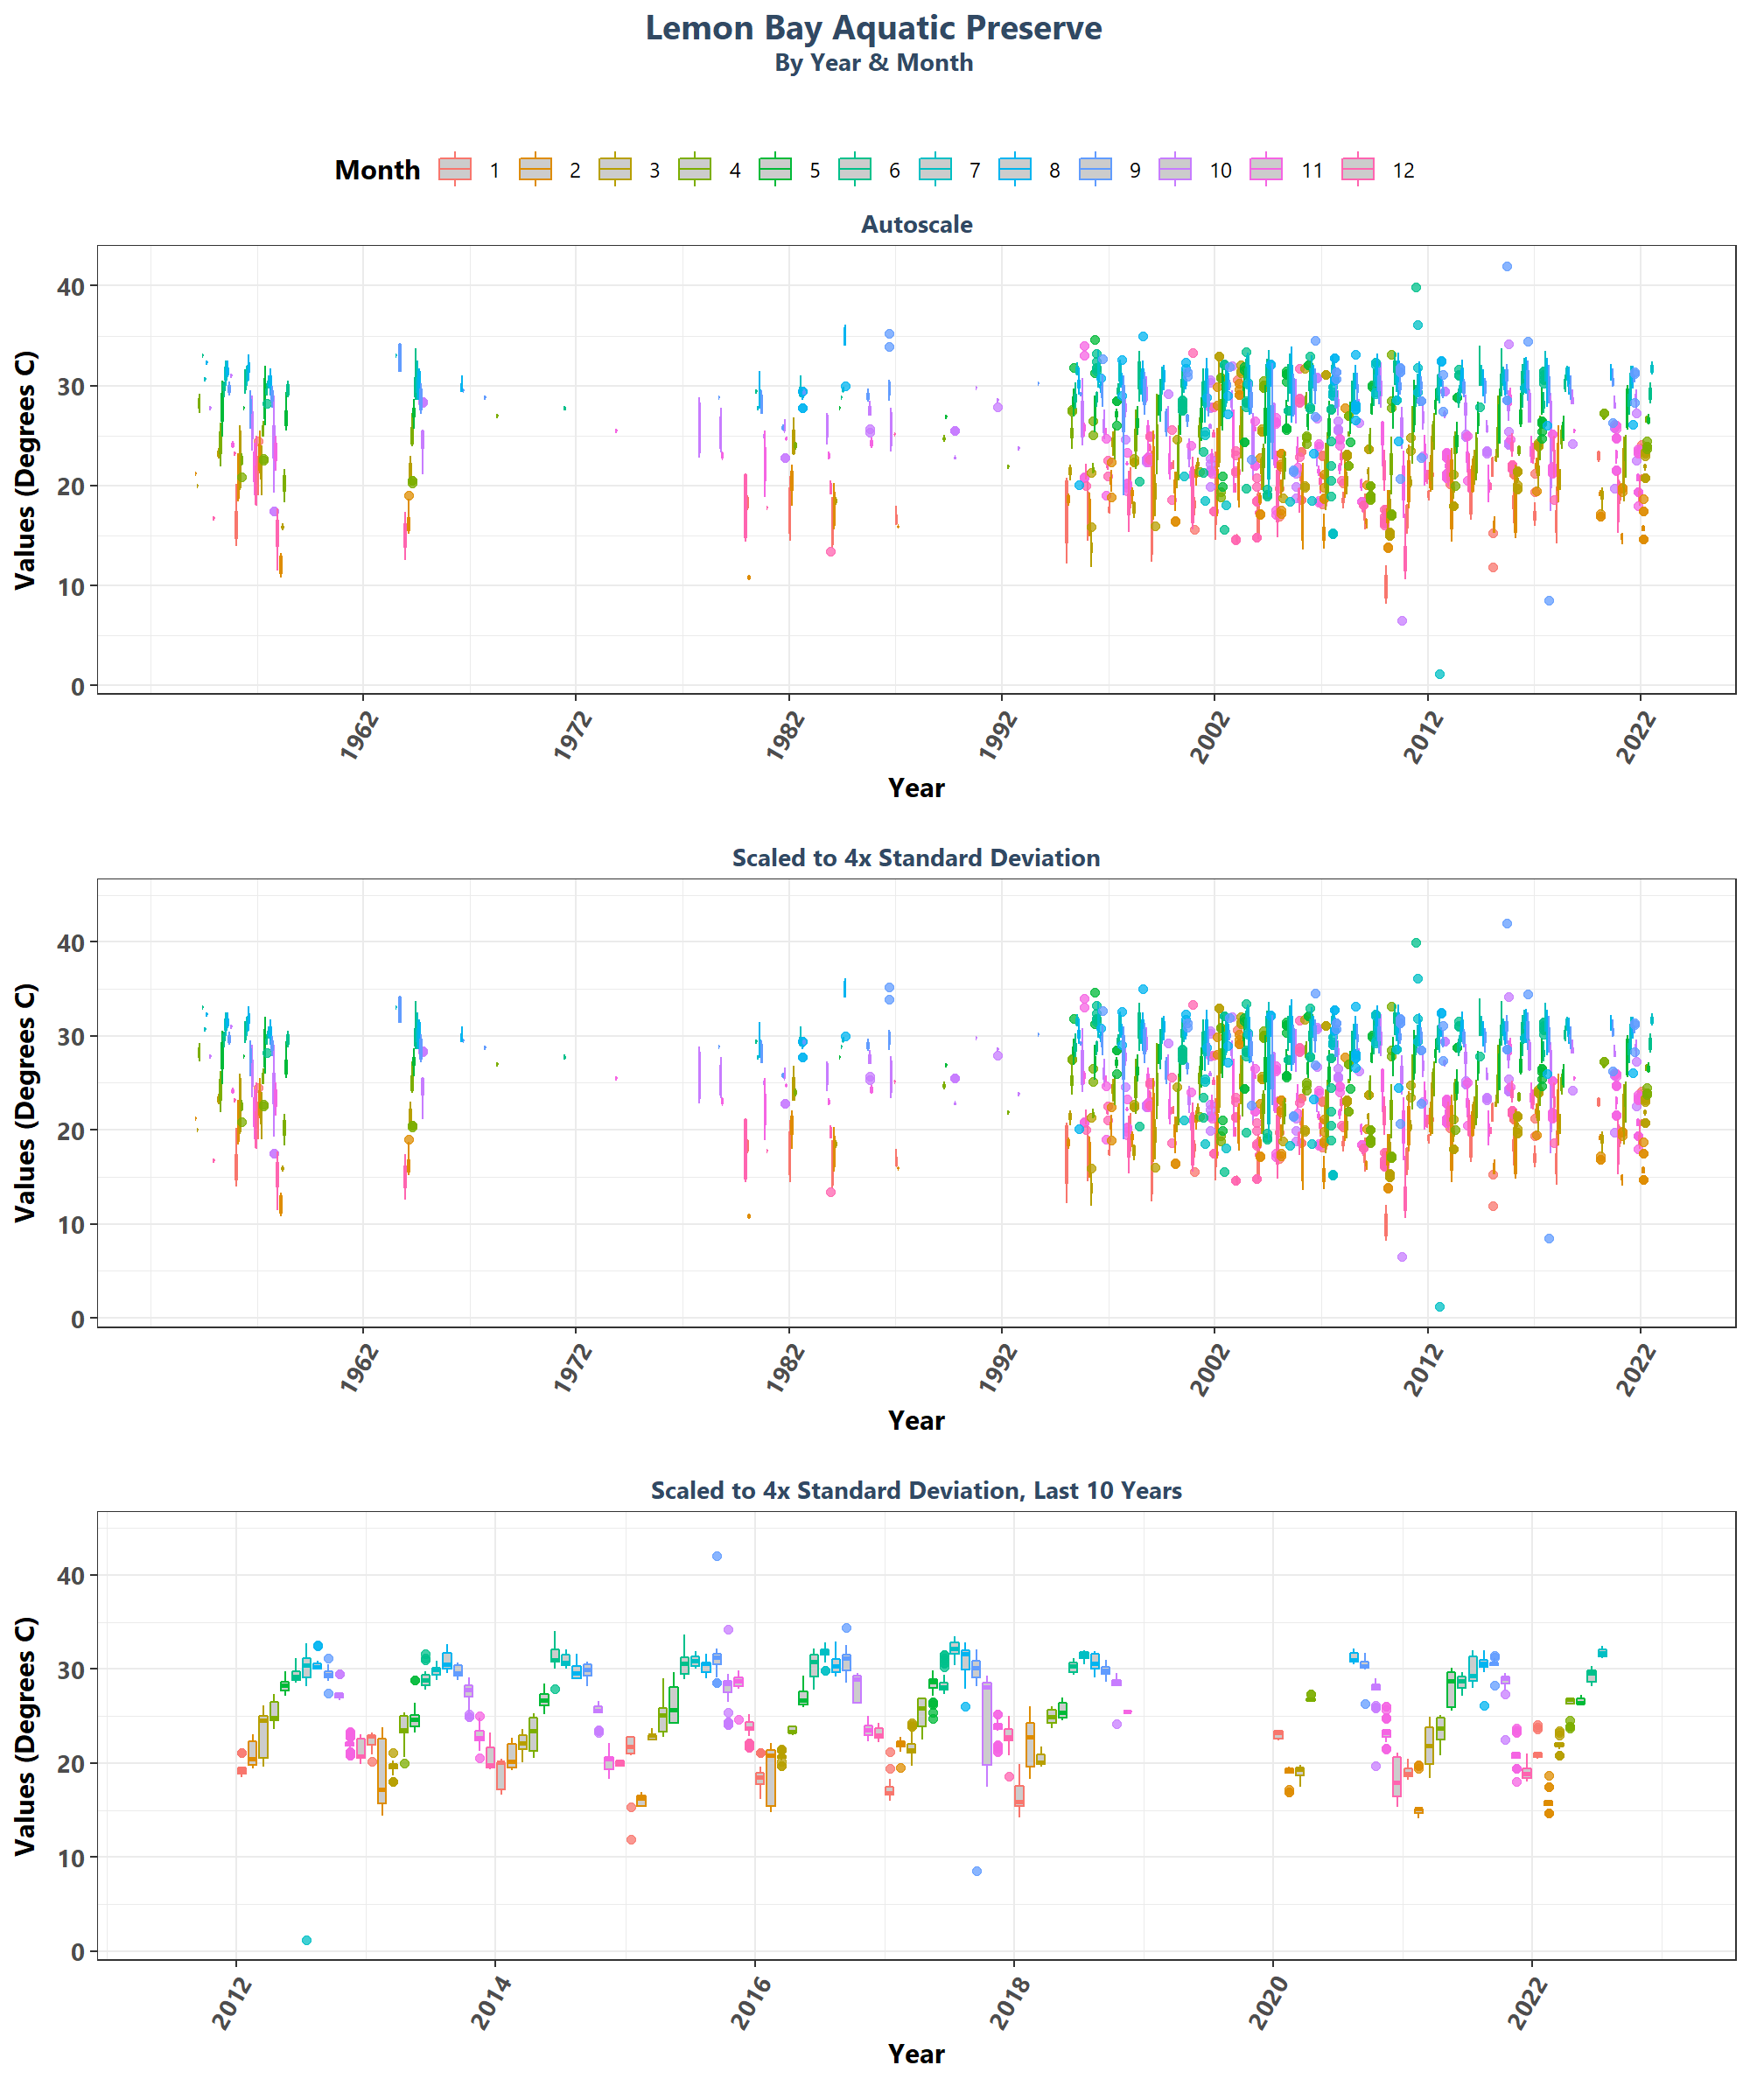 Lemon Bay Aquatic Preserve
By Year & Month
Month 1 2 3 4 5 6 7 8 9 10 11 12
Autoscale
Values (Degrees C)
40
30
20
10
0
1962 1972 1982 1992 2002 2012 2022
Year
Scaled to 4x Standard Deviation
Values (Degrees C)
40
30
20
10
0
1962 1972 1982 1992 2002 2012 2022
Year
Scaled to 4x Standard Deviation, Last 10 Years
Values (Degrees C)
40
30
20
10
0
2012 2014 2016 2018 2020 2022
Year